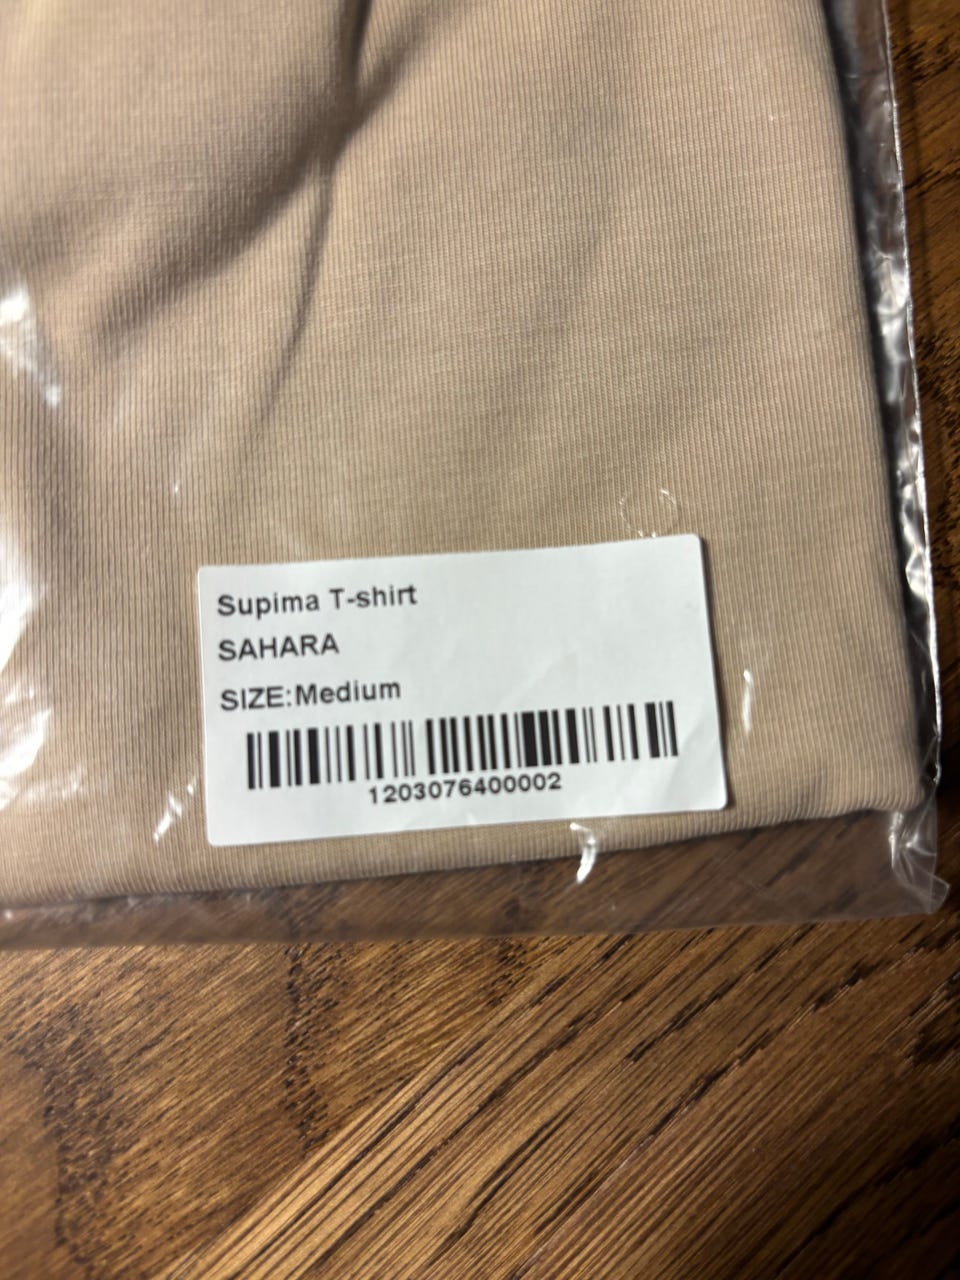 Supima T-shirt
SAHARA
SIZE:Medium
1203076400002